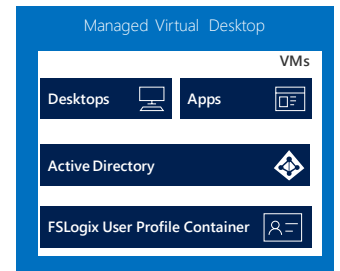 Managed Virtual Desktop
VMs
Desktops
Apps
Active Directory
FSLogix User Profile Container